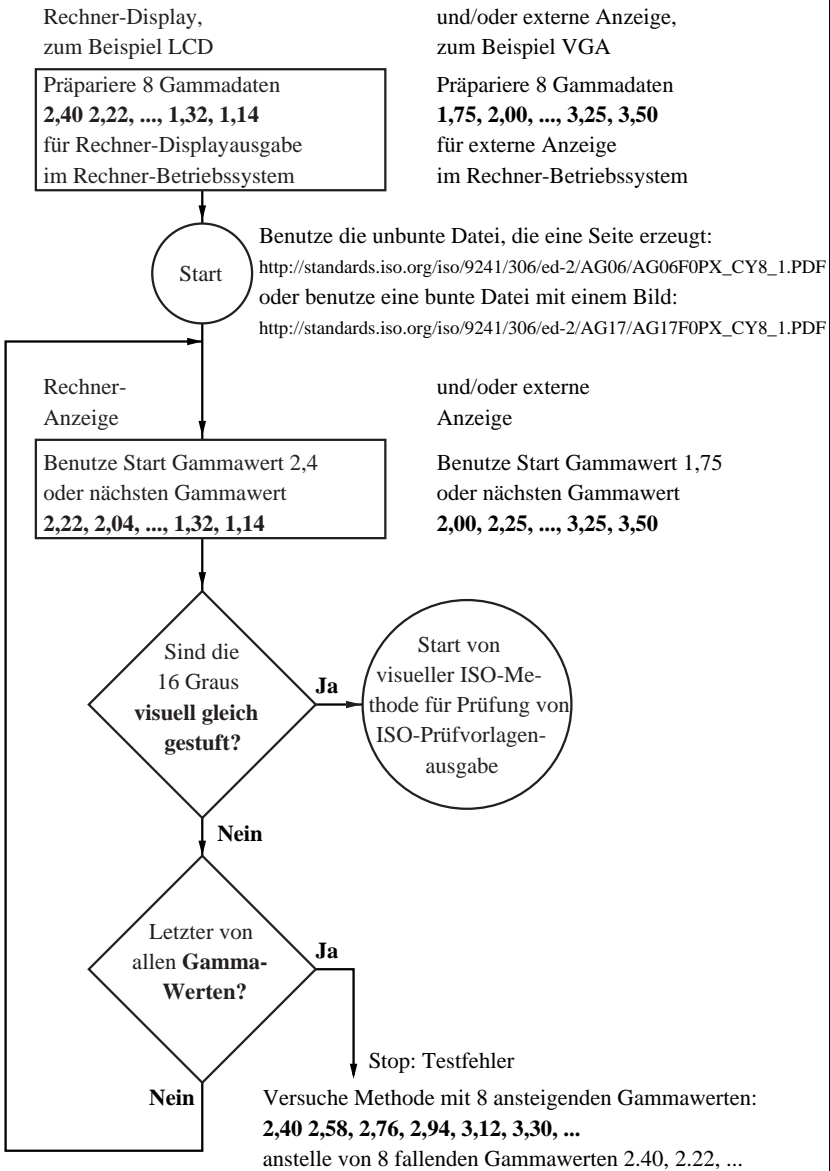 Rechner-Display,
zum Beispiel LCD
und/oder externe Anzeige,
zum Beispiel VGA
Präpariere 8 Gammadaten
2,40 2,22, ..., 1,32, 1,14
für Rechner-Displayausgabe
im Rechner-Betriebssystem
Präpariere 8 Gammadaten
1,75, 2,00, ..., 3,25, 3,50
für externe Anzeige
im Rechner-Betriebssystem
Start
Benutze die unbunte Datei, die eine Seite erzeugt:
http://standards.iso.org/iso/9241/306/ed-2/AG06/AG06F0PX_CY8_1.PDF
oder benutze eine bunte Datei mit einem Bild:
http://standards.iso.org/iso/9241/306/ed-2/AG17/AG17F0PX_CY8_1.PDF
Rechner-
Anzeige
und/oder externe
Anzeige
Benutze Start Gammawert 2,4
oder nächsten Gammawert
2,22, 2,04, ..., 1,32, 1,14
Benutze Start Gammawert 1,75
oder nächsten Gammawert
2,00, 2,25, ..., 3,25, 3,50
Sind die
16 Graus
visuell gleich
gestuft?
Ja
Start von
visueller ISO-Me-
thode für Prüfung von
ISO-Prüfvorlagen-
ausgabe
Nein
Letzter von
allen Gamma-
Werten?
Ja
Stop: Testfehler
Nein
Versuche Methode mit 8 ansteigenden Gammawerten:
2,40 2,58, 2,76, 2,94, 3,12, 3,30, ...
anstelle von 8 fallenden Gammawerten 2.40, 2.22, ...